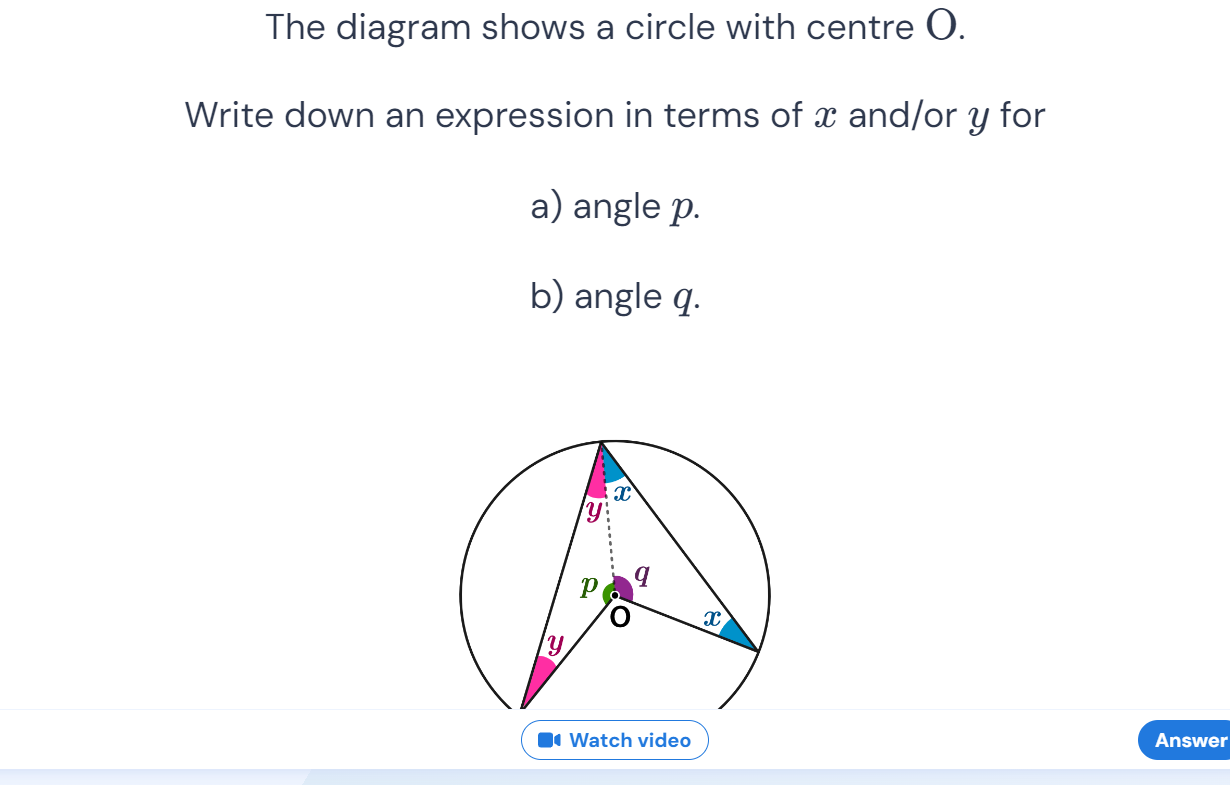 The diagram shows a circle with centre O.
Write down an expression in terms of x and/or y for
a) angle p.
b) angle q.
y x
p q
O
x
y
Watch video
Answer